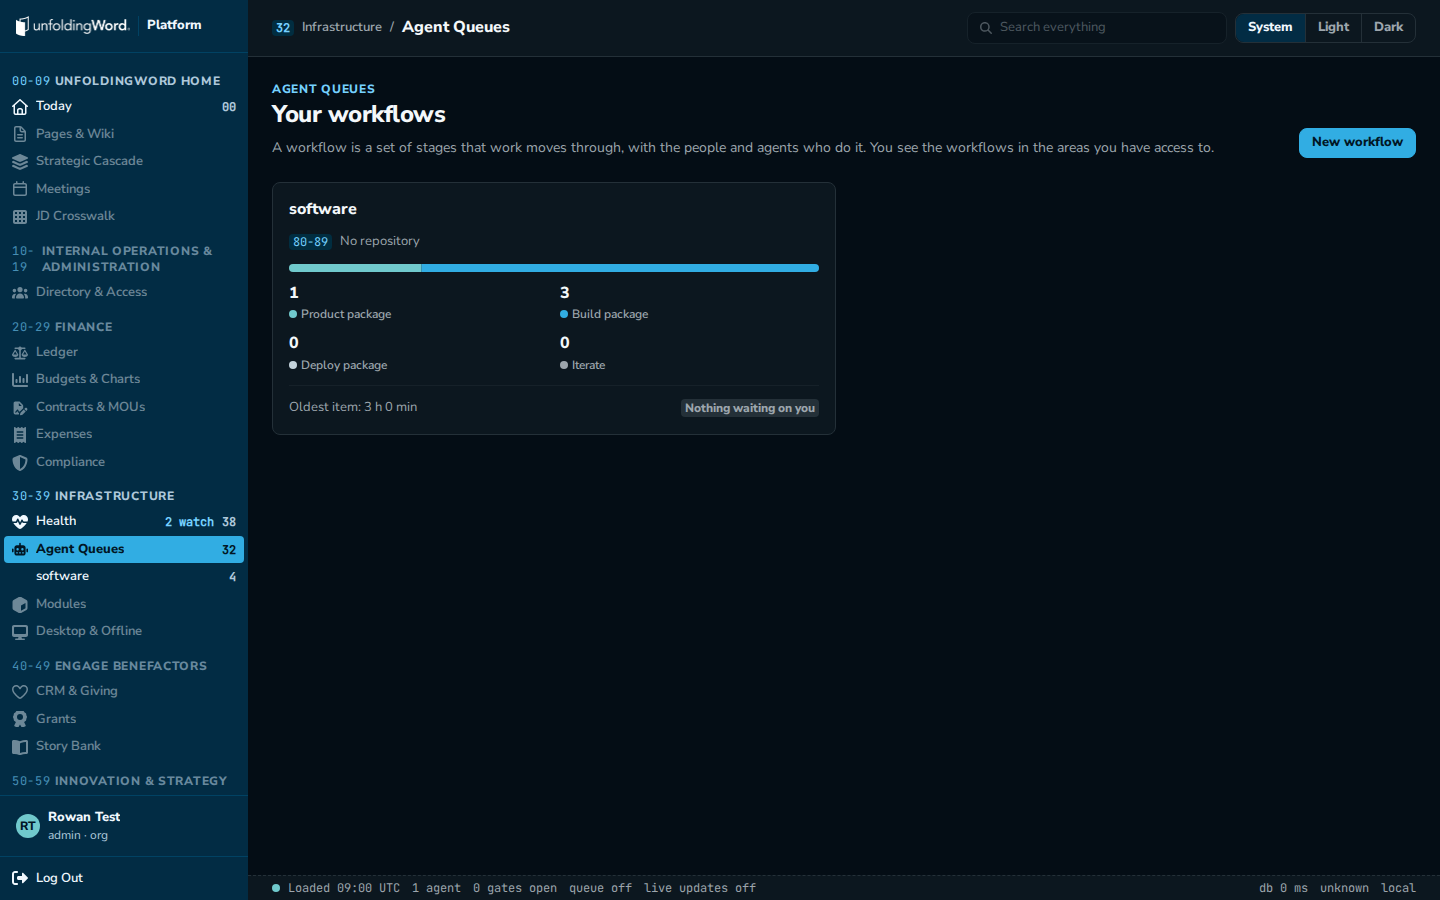 unfoldingWord Platform
32 Infrastructure / Agent Queues
Search everything
System Light Dark
00-09 UNFOLDINGWORD HOME
Today 00
Pages & Wiki
Strategic Cascade
Meetings
JD Crosswalk
10-19 INTERNAL OPERATIONS & ADMINISTRATION
Directory & Access
20-29 FINANCE
Ledger
Budgets & Charts
Contracts & MOUs
Expenses
Compliance
30-39 INFRASTRUCTURE
Health 2 watch 38
Agent Queues 32
software 4
Modules
Desktop & Offline
40-49 ENGAGE BENEFACTORS
CRM & Giving
Grants
Story Bank
50-59 INNOVATION & STRATEGY
RT Rowan Test
admin · org
Log Out
AGENT QUEUES
Your workflows
A workflow is a set of stages that work moves through, with the people and agents who do it. You see the workflows in the areas you have access to.
New workflow
software
80-89 No repository
1 Product package
3 Build package
0 Deploy package
0 Iterate
Oldest item: 3 h 0 min
Nothing waiting on you
Loaded 09:00 UTC 1 agent 0 gates open queue off live updates off
db 0 ms unknown local